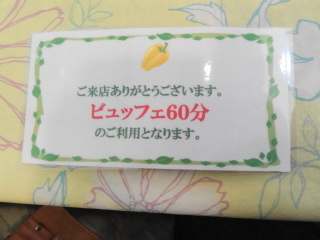 ご来店ありがとうございます。
ビュッフェ60分
のご利用となります。